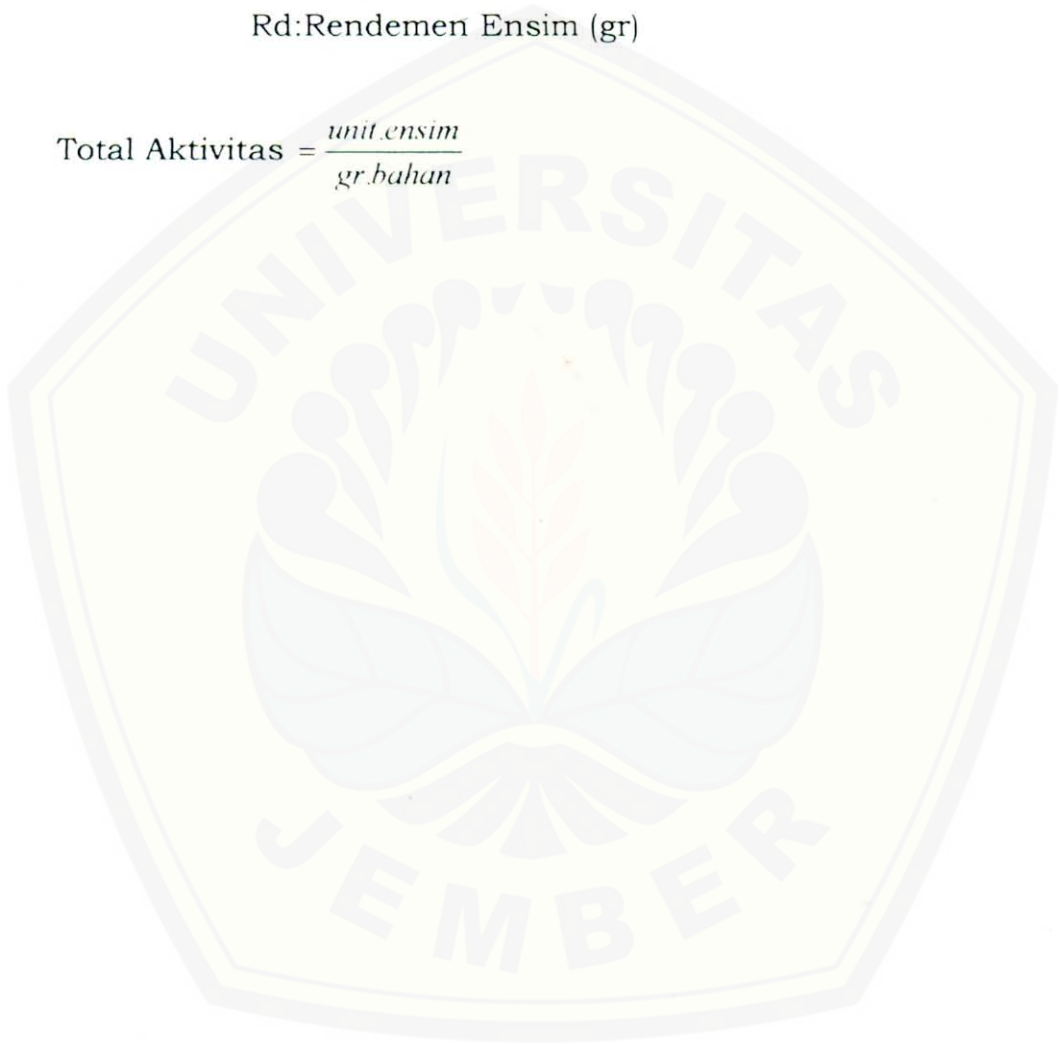 Rd:Rendemen Ensim (gr)
Total Aktivitas = unit.ensim / gr.bahan
UNIVERSITAS
JEMBER